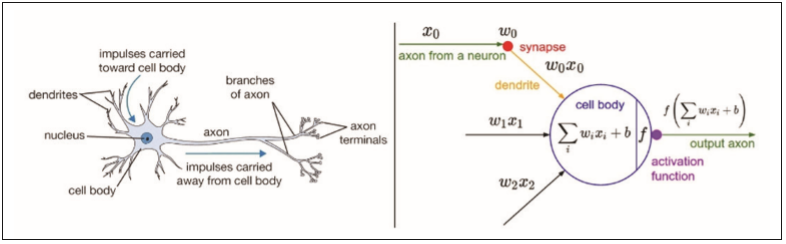 impulses carried
toward cell body
dendrites
nucleus
cell body
axon
impulses carried
away from cell body
branches
of axon
axon
terminals
x₀
w₀
synapse
axon from a neuron
w₀x₀
dendrite
cell body
w₁x₁
∑ᵢ wᵢxᵢ + b
f
w₂x₂
f(∑ᵢ wᵢxᵢ + b)
output axon
activation
function